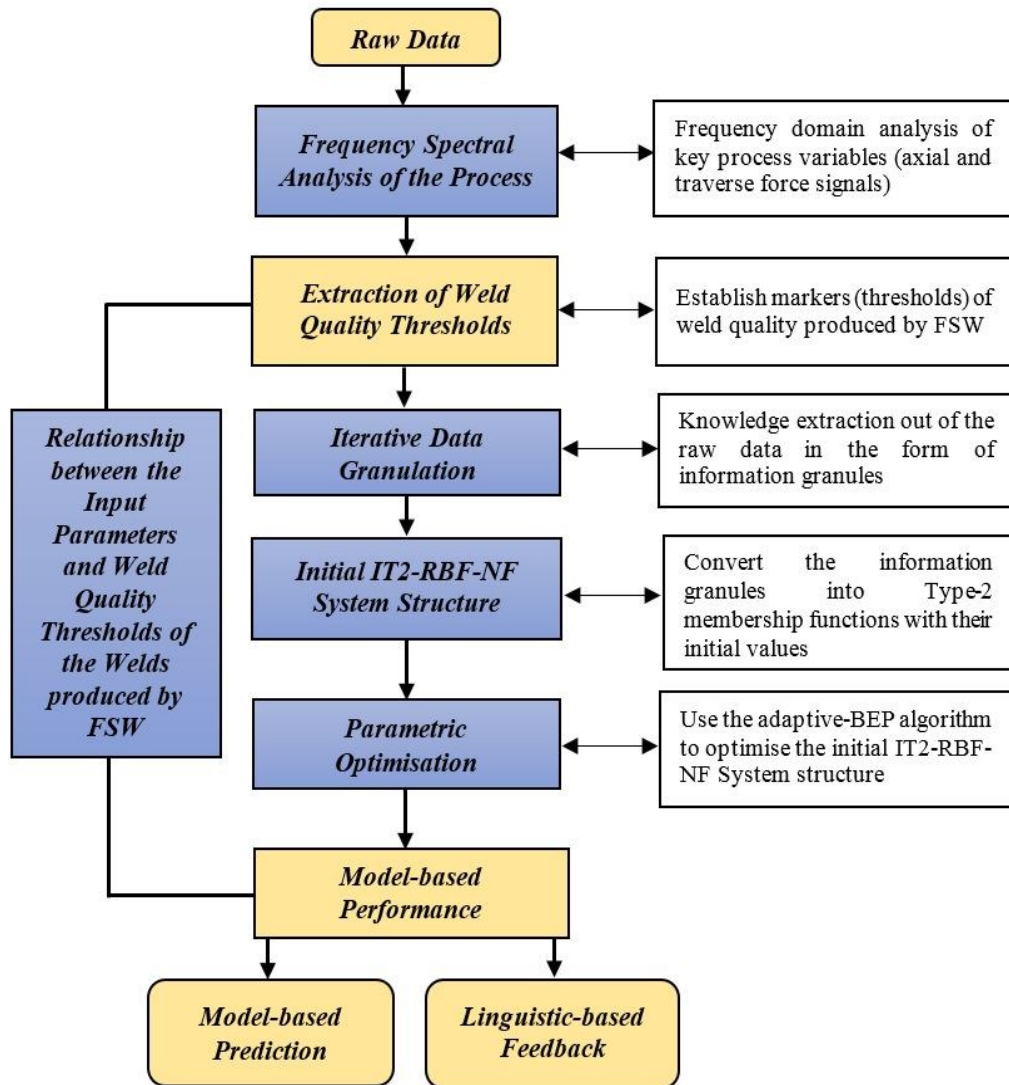 Raw Data
Frequency Spectral
Analysis of the Process
Frequency domain analysis of
key process variables (axial and
traverse force signals)
Extraction of Weld
Quality Thresholds
Establish markers (thresholds) of
weld quality produced by FSW
Relationship
between the
Input
Parameters
and Weld
Quality
Thresholds of
the Welds
produced by
FSW
Iterative Data
Granulation
Knowledge extraction out of the
raw data in the form of
information granules
Initial IT2-RBF-NF
System Structure
Convert the information
granules into Type-2
membership functions with their
initial values
Parametric
Optimisation
Use the adaptive-BEP algorithm
to optimise the initial IT2-RBF-
NF System structure
Model-based
Performance
Model-based
Prediction
Linguistic-based
Feedback